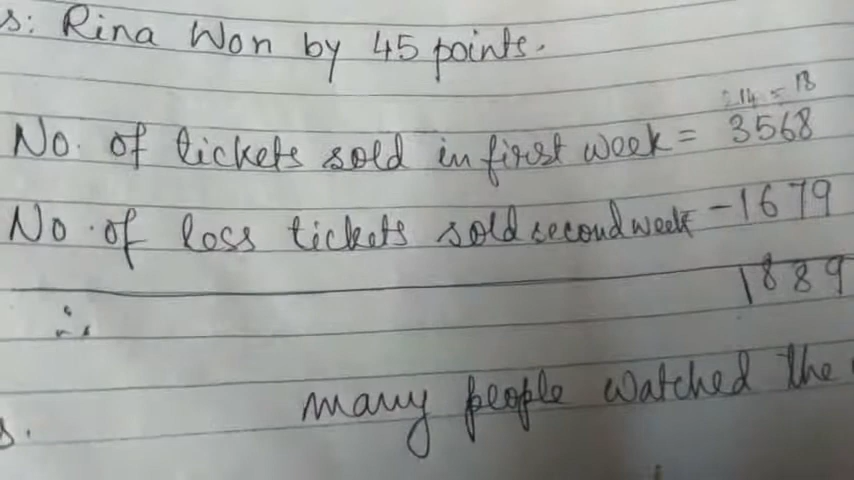 s: Rina Won by 45 points.
14 18
No. of tickets sold in first week = 3568
No. of less tickets sold second week -1679
1889
∴
many people watched the
s.